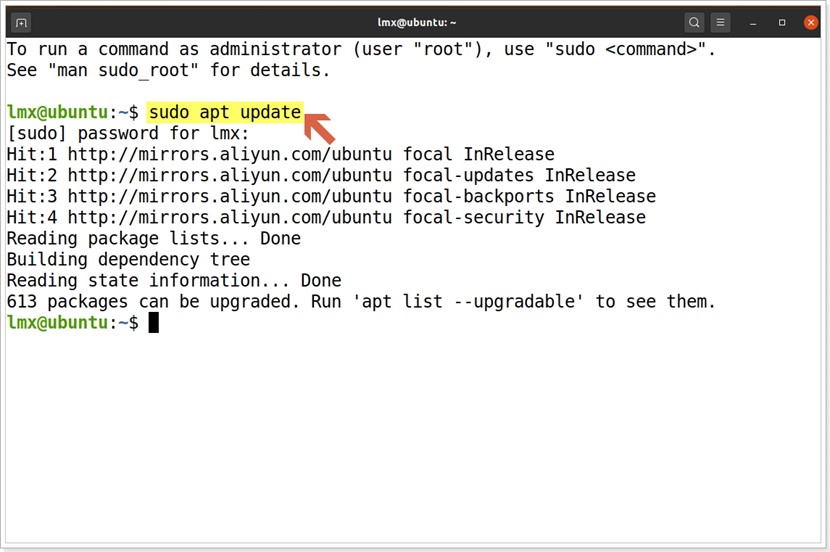 lmx@ubuntu: ~
To run a command as administrator (user "root"), use "sudo <command>".
See "man sudo_root" for details.
lmx@ubuntu:~$ sudo apt update
[sudo] password for lmx:
Hit:1 http://mirrors.aliyun.com/ubuntu focal InRelease
Hit:2 http://mirrors.aliyun.com/ubuntu focal-updates InRelease
Hit:3 http://mirrors.aliyun.com/ubuntu focal-backports InRelease
Hit:4 http://mirrors.aliyun.com/ubuntu focal-security InRelease
Reading package lists... Done
Building dependency tree
Reading state information... Done
613 packages can be upgraded. Run 'apt list --upgradable' to see them.
lmx@ubuntu:~$